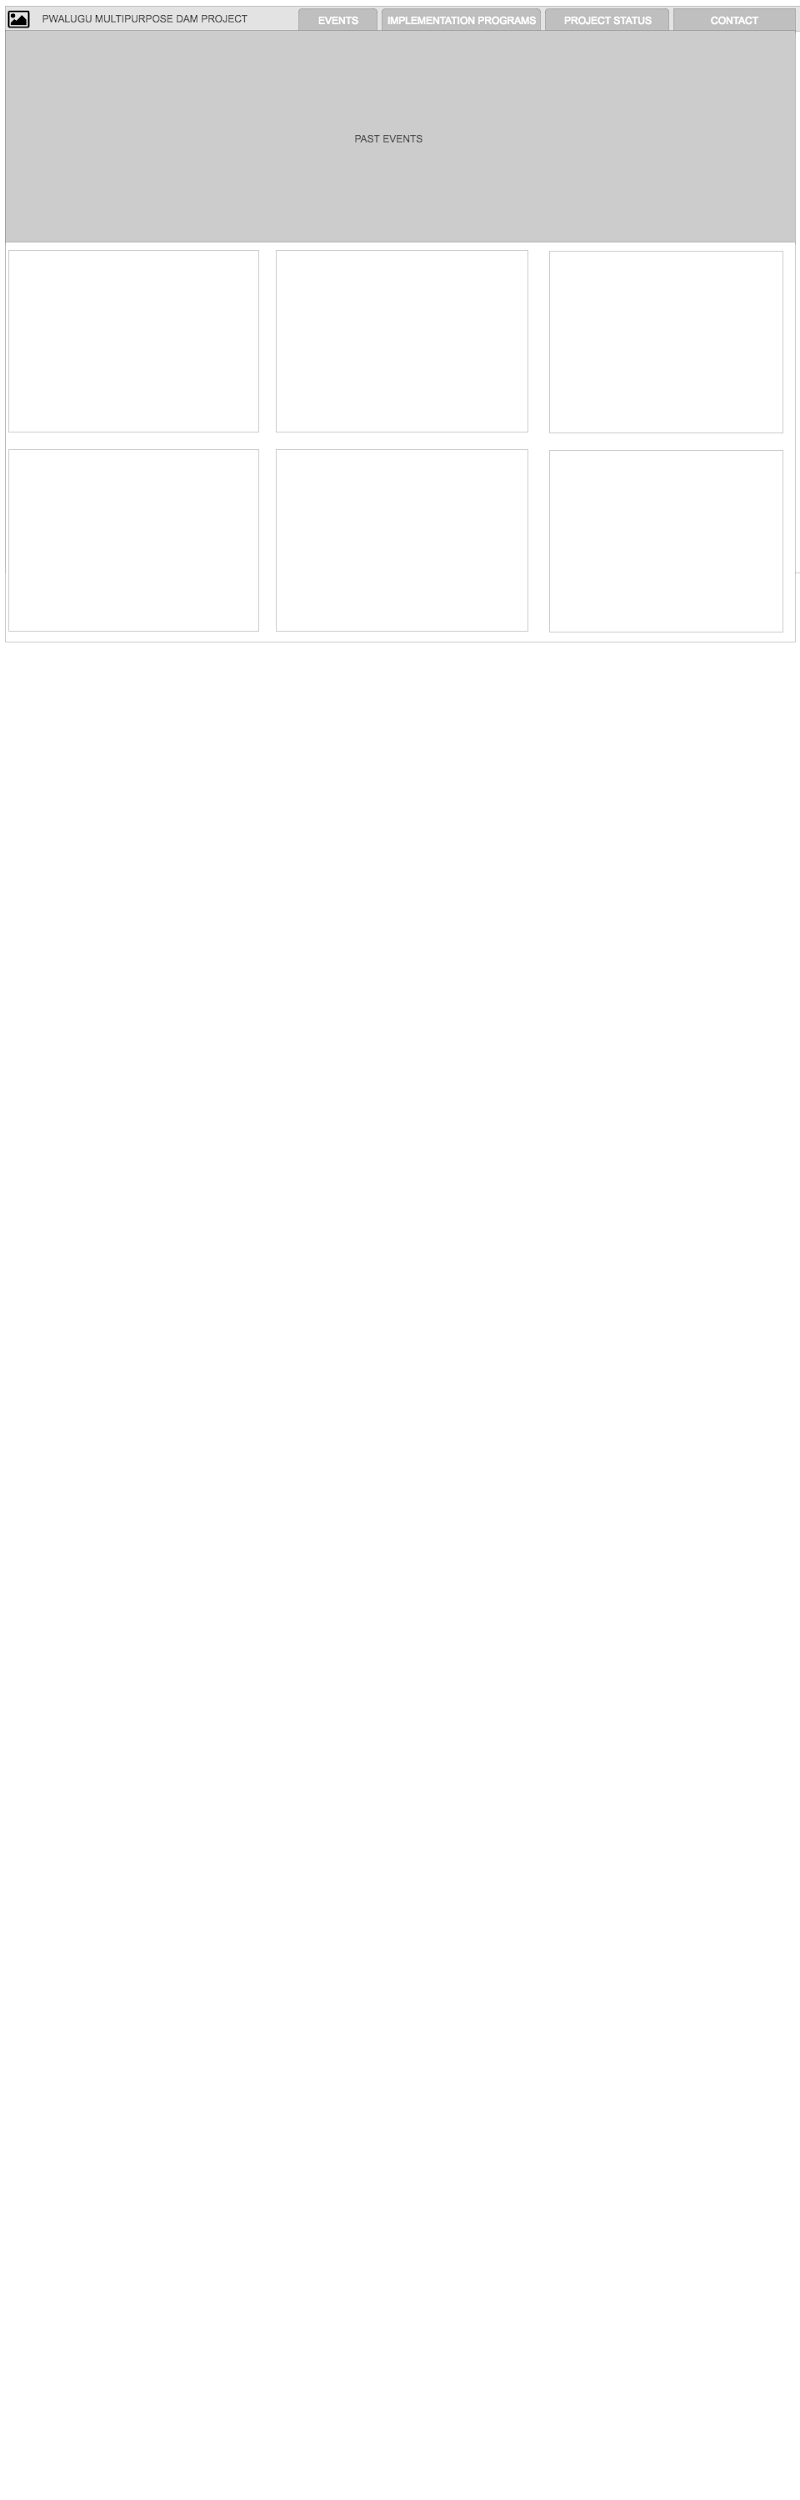 PWALUGU MULTIPURPOSE DAM PROJECT
EVENTS
IMPLEMENTATION PROGRAMS
PROJECT STATUS
CONTACT
PAST EVENTS